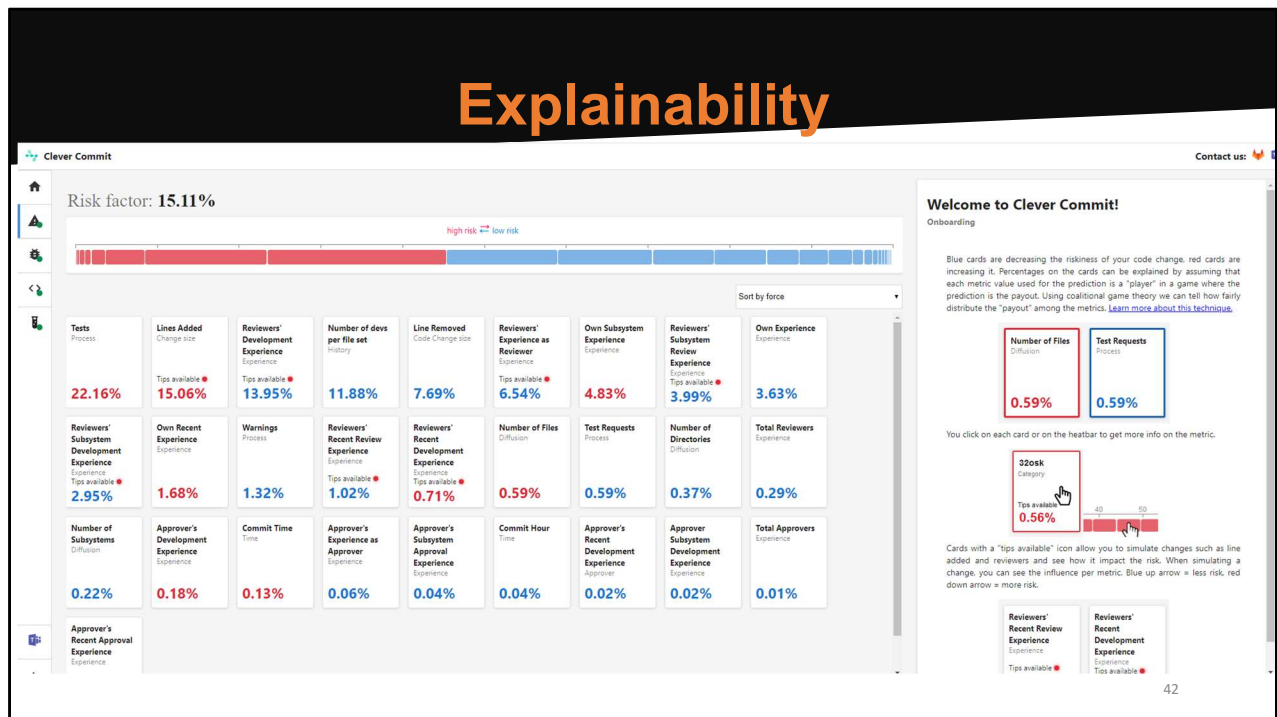 Explainability
Clever Commit
Contact us:
Risk factor: 15.11%
high risk ⇄ low risk
Sort by force
Tests
Process
22.16%
Lines Added
Change size
Tips available
15.06%
Reviewers'
Development
Experience
Experience
Tips available
13.95%
Number of devs
per file set
History
11.88%
Line Removed
Code Change size
7.69%
Reviewers'
Experience as
Reviewer
Experience
Tips available
6.54%
Own Subsystem
Experience
Experience
4.83%
Reviewers'
Subsystem
Review
Experience
Experience
Tips available
3.99%
Own Experience
Experience
3.63%
Reviewers'
Subsystem
Development
Experience
Experience
Tips available
2.95%
Own Recent
Experience
Experience
1.68%
Warnings
Process
1.32%
Reviewers'
Recent Review
Experience
Experience
Tips available
1.02%
Reviewers'
Recent
Development
Experience
Experience
Tips available
0.71%
Number of Files
Diffusion
0.59%
Test Requests
Process
0.59%
Number of
Directories
Diffusion
0.37%
Total Reviewers
Experience
0.29%
Number of
Subsystems
Diffusion
0.22%
Approver's
Development
Experience
Experience
0.18%
Commit Time
Time
0.13%
Approver's
Experience as
Approver
Experience
0.06%
Approver's
Subsystem
Approval
Experience
Experience
0.04%
Commit Hour
Time
0.04%
Approver's
Recent
Development
Experience
Approver
0.02%
Approver
Subsystem
Development
Experience
Experience
0.02%
Total Approvers
Experience
0.01%
Approver's
Recent Approval
Experience
Experience
Welcome to Clever Commit!
Onboarding
Blue cards are decreasing the riskiness of your code change, red cards are
increasing it. Percentages on the cards can be explained by assuming that
each metric value used for the prediction is a "player" in a game where the
prediction is the payout. Using coalitional game theory we can tell how fairly
distribute the "payout" among the metrics. Learn more about this technique.
Number of Files
Diffusion
0.59%
Test Requests
Process
0.59%
You click on each card or on the heatbar to get more info on the metric.
32osk
Category
Tips available
0.56%
40 50
Cards with a "tips available" icon allow you to simulate changes such as line
added and reviewers and see how it impact the risk. When simulating a
change, you can see the influence per metric. Blue up arrow = less risk, red
down arrow = more risk.
Reviewers'
Recent Review
Experience
Experience
Tips available
Reviewers'
Recent
Development
Experience
Experience
Tips available
42